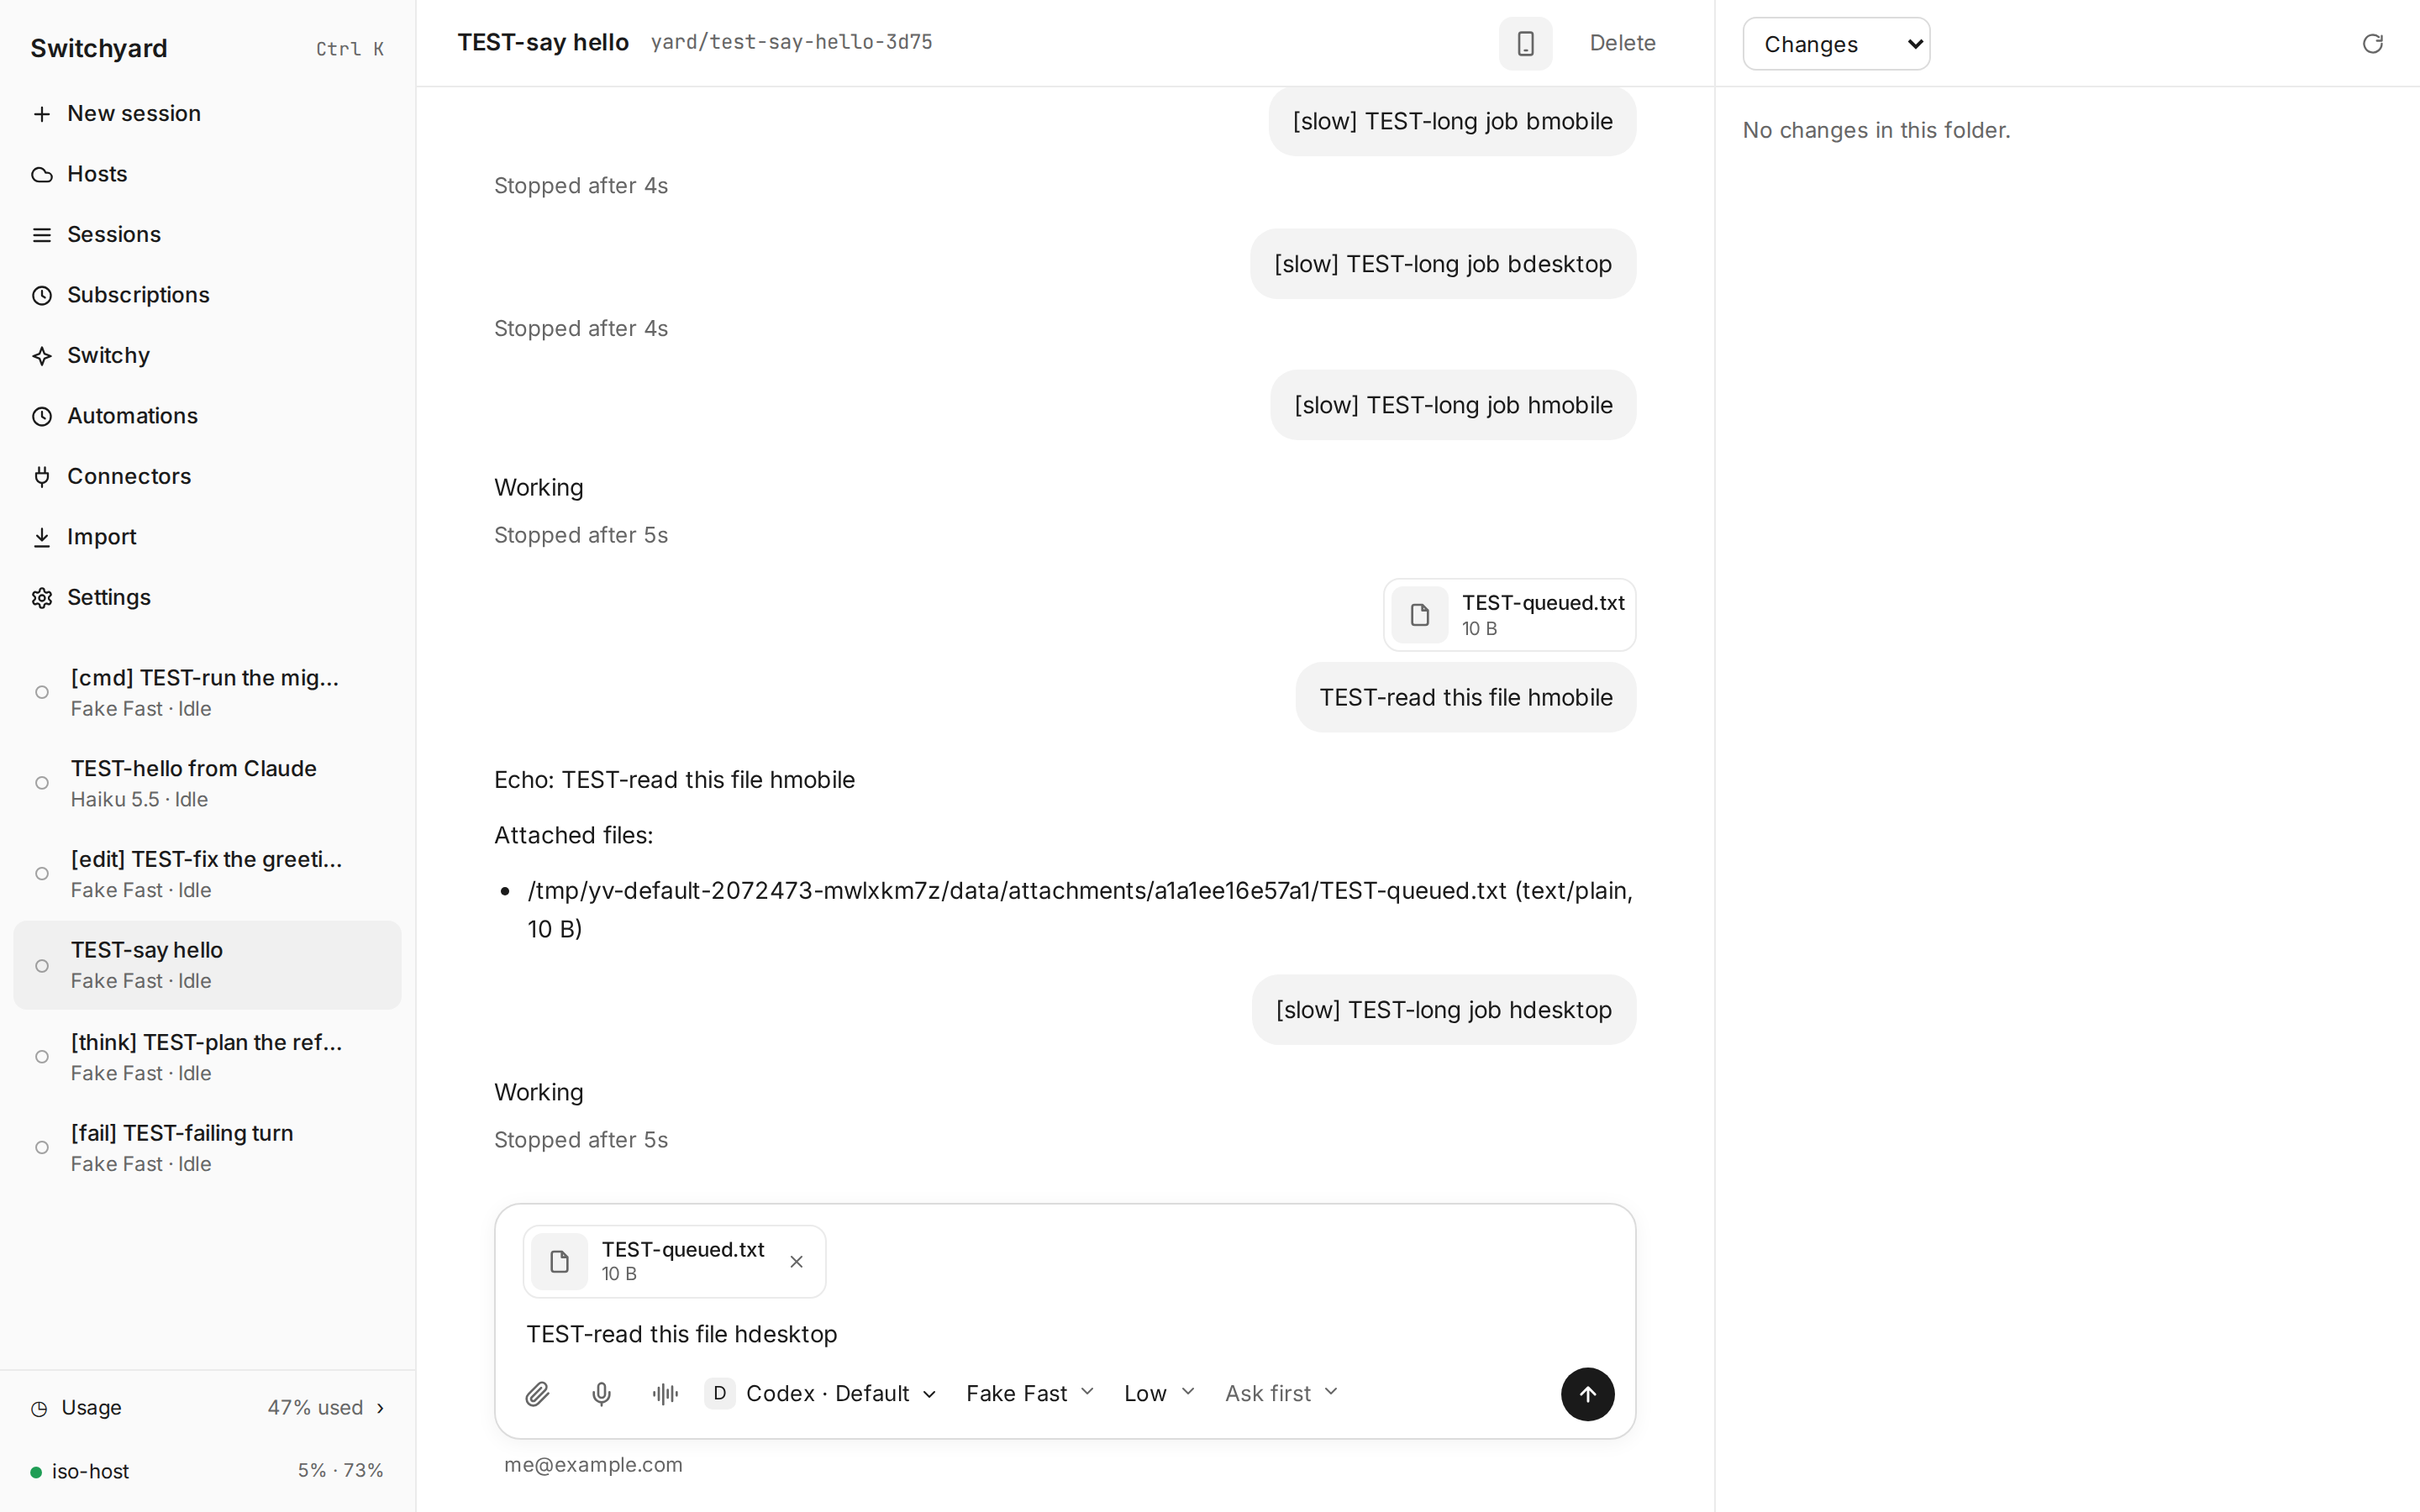 Switchyard
Ctrl K
New session
Hosts
Sessions
Subscriptions
Switchy
Automations
Connectors
Import
Settings
[cmd] TEST-run the mig...
Fake Fast · Idle
TEST-hello from Claude
Haiku 5.5 · Idle
[edit] TEST-fix the greeti...
Fake Fast · Idle
TEST-say hello
Fake Fast · Idle
[think] TEST-plan the ref...
Fake Fast · Idle
[fail] TEST-failing turn
Fake Fast · Idle
Usage
47% used
iso-host
5% · 73%
TEST-say hello
yard/test-say-hello-3d75
Delete
[slow] TEST-long job bmobile
Stopped after 4s
[slow] TEST-long job bdesktop
Stopped after 4s
[slow] TEST-long job hmobile
Working
Stopped after 5s
TEST-queued.txt
10 B
TEST-read this file hmobile
Echo: TEST-read this file hmobile
Attached files:
/tmp/yv-default-2072473-mwlxkm7z/data/attachments/a1a1ee16e57a1/TEST-queued.txt (text/plain,
10 B)
[slow] TEST-long job hdesktop
Working
Stopped after 5s
TEST-queued.txt
10 B
TEST-read this file hdesktop
D
Codex · Default
Fake Fast
Low
Ask first
me@example.com
Changes
No changes in this folder.